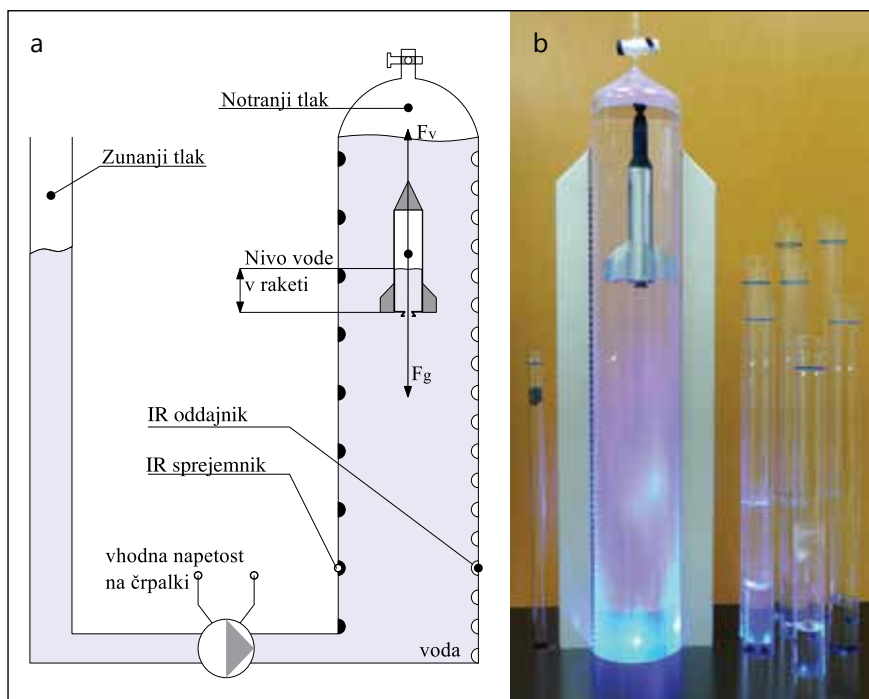 a
Notranji tlak
Fv
Zunanji tlak
Nivo vode
v raketi
Fg
IR oddajnik
IR sprejemnik
vhodna napetost
na črpalki
voda
b